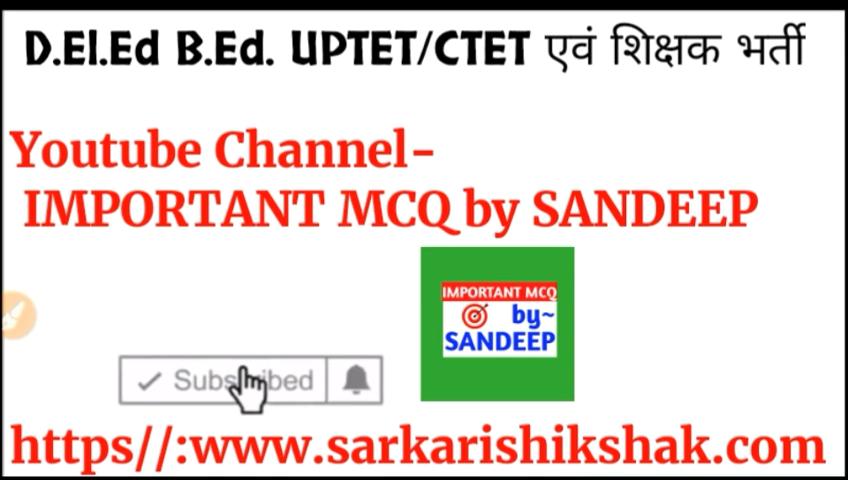 D.El.Ed B.Ed. UPTET/CTET एवं शिक्षक भर्ती
Youtube Channel-
IMPORTANT MCQ by SANDEEP
IMPORTANT MCQ
by~
SANDEEP
Subscribed
https//:www.sarkarishikshak.com